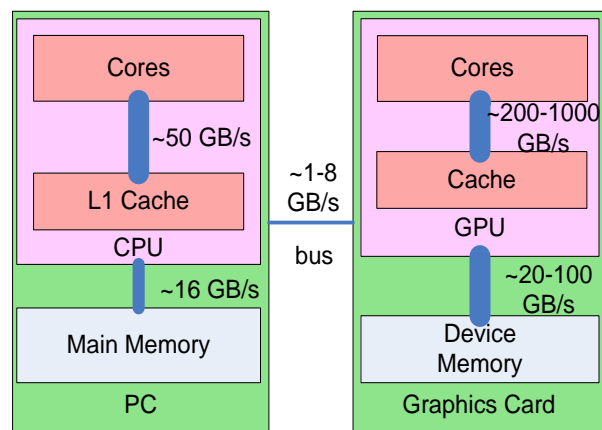 Cores
~50 GB/s
L1 Cache
CPU
~16 GB/s
Main Memory
PC
~1-8
GB/s
bus
Cores
~200-1000
GB/s
Cache
GPU
~20-100
GB/s
Device
Memory
Graphics Card